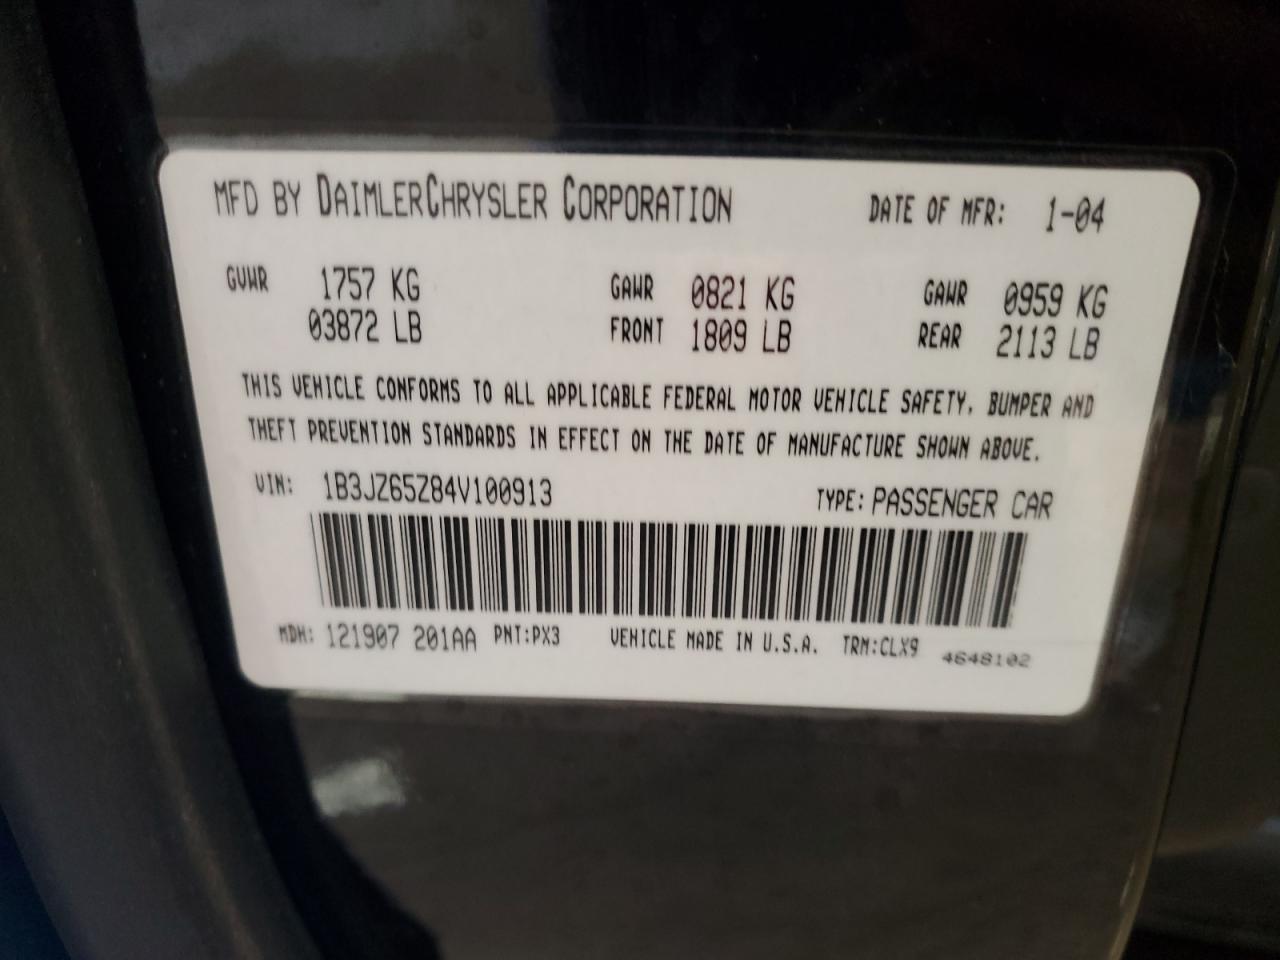 MFD BY DAIMLERCHRYSLER CORPORATION DATE OF MFR: 1-04
GVWR 1757 KG GAWR 0821 KG GAWR 0959 KG
03872 LB FRONT 1809 LB REAR 2113 LB
THIS VEHICLE CONFORMS TO ALL APPLICABLE FEDERAL MOTOR VEHICLE SAFETY, BUMPER AND
THEFT PREVENTION STANDARDS IN EFFECT ON THE DATE OF MANUFACTURE SHOWN ABOVE.
VIN: 1B3JZ65Z84V100913 TYPE: PASSENGER CAR
MDH: 121907 201AA PNT:PX3 VEHICLE MADE IN U.S.A. TRM:CLX9 4648102